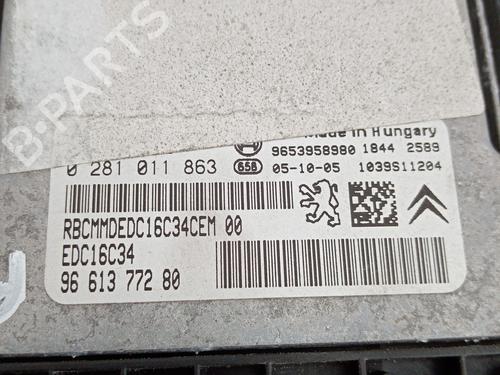 B-PARTS
Made in Hungary
9653958980 1844 2589
0 281 011 863 658 05-10-05 1039S11204
RBCMMDEDC16C34CEM 00
EDC16C34
96 613 772 80